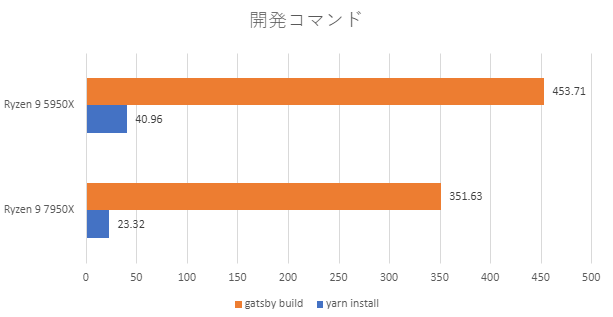 開発コマンド
Ryzen 9 5950X
453.71
40.96
Ryzen 9 7950X
351.63
23.32
0 50 100 150 200 250 300 350 400 450 500
gatsby build yarn install